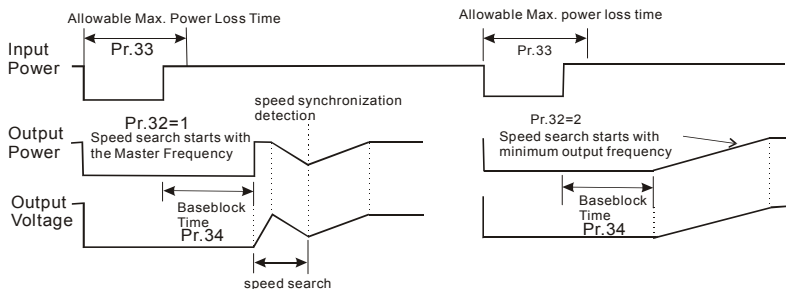 Allowable Max. Power Loss Time
Pr.33
Input
Power
speed synchronization
detection
Pr.32=1
Speed search starts with
the Master Frequency
Output
Power
Baseblock
Time
Pr.34
Output
Voltage
speed search
Allowable Max. power loss time
Pr.33
Pr.32=2
Speed search starts with
minimum output frequency
Baseblock
Time
Pr.34